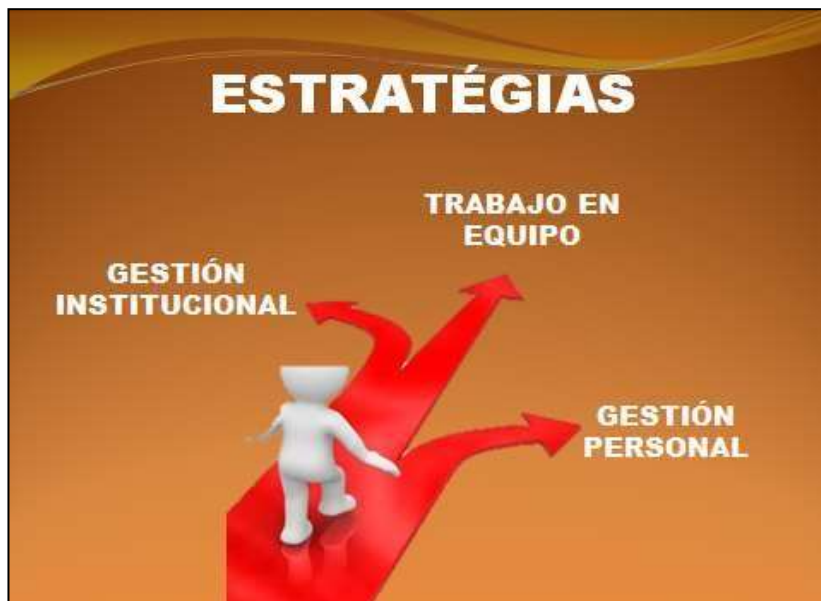 ESTRATÉGIAS
TRABAJO EN
EQUIPO
GESTIÓN
INSTITUCIONAL
GESTIÓN
PERSONAL